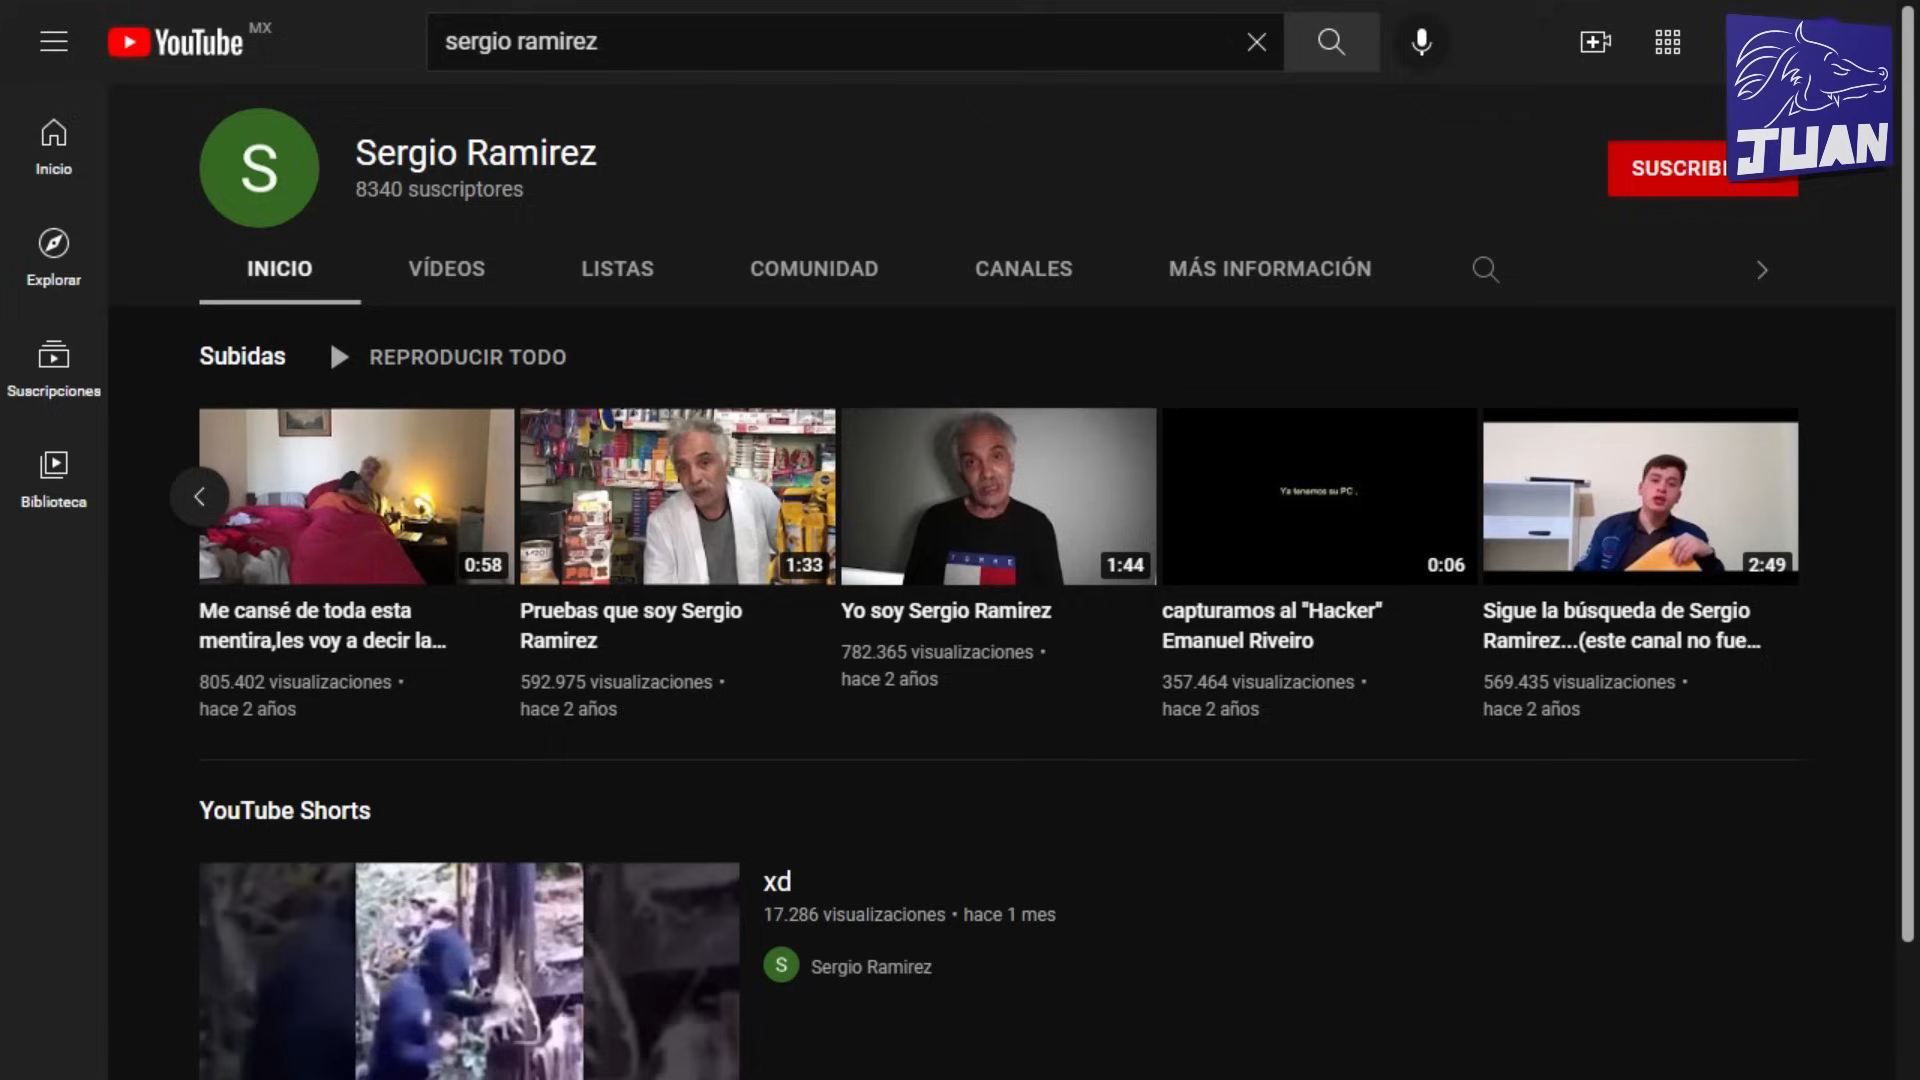 YouTube MX
sergio ramirez
JUAN
Inicio
Explorar
Suscripciones
Biblioteca
S
Sergio Ramirez
8340 suscriptores
INICIO VÍDEOS LISTAS COMUNIDAD CANALES MÁS INFORMACIÓN
Subidas REPRODUCIR TODO
0:58
Me cansé de toda esta
mentira,les voy a decir la...
805.402 visualizaciones •
hace 2 años
1:33
Pruebas que soy Sergio
Ramirez
592.975 visualizaciones •
hace 2 años
1:44
Yo soy Sergio Ramirez
782.365 visualizaciones •
hace 2 años
Ya tenemos su PC .
0:06
capturamos al "Hacker"
Emanuel Riveiro
357.464 visualizaciones •
hace 2 años
2:49
Sigue la búsqueda de Sergio
Ramirez...(este canal no fue...
569.435 visualizaciones •
hace 2 años
YouTube Shorts
xd
17.286 visualizaciones • hace 1 mes
S Sergio Ramirez